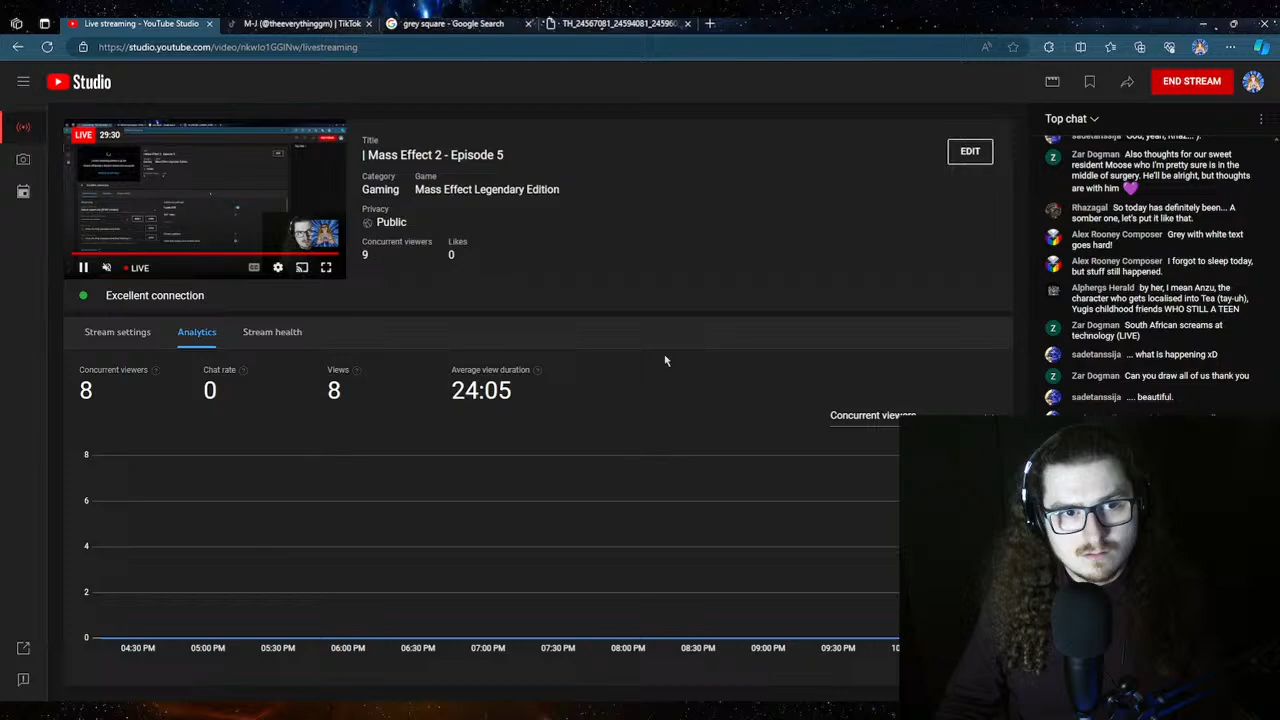 Live streaming - YouTube Studio
M-J (@theeverythinggm) | TikTok
grey square - Google Search
TH_24567081_24594081_245960
https://studio.youtube.com/video/nkwIo1GGINw/livestreaming
Studio
END STREAM
LIVE 29:30
LIVE
Title
| Mass Effect 2 - Episode 5
EDIT
Category Game
Gaming Mass Effect Legendary Edition
Privacy
Public
Concurrent viewers Likes
9 0
Excellent connection
Stream settings Analytics Stream health
Concurrent viewers Chat rate Views Average view duration
8 0 8 24:05
Concurrent viewers
8
6
4
2
0
04:30 PM 05:00 PM 05:30 PM 06:00 PM 06:30 PM 07:00 PM 07:30 PM 08:00 PM 08:30 PM 09:00 PM 09:30 PM 10
Top chat
Zar Dogman Also thoughts for our sweet
resident Moose who I'm pretty sure is in the
middle of surgery. He'll be alright, but thoughts
are with him
Rhazagal So today has definitely been... A
somber one, let's put it like that.
Alex Rooney Composer Grey with white text
goes hard!
Alex Rooney Composer I forgot to sleep today,
but stuff still happened.
Alphergs Herald by her, I mean Anzu, the
character who gets localised into Tea (tay-uh),
Yugis childhood friends WHO STILL A TEEN
Zar Dogman South African screams at
technology (LIVE)
sadetanssija ... what is happening xD
Zar Dogman Can you draw all of us thank you
sadetanssija .... beautiful.